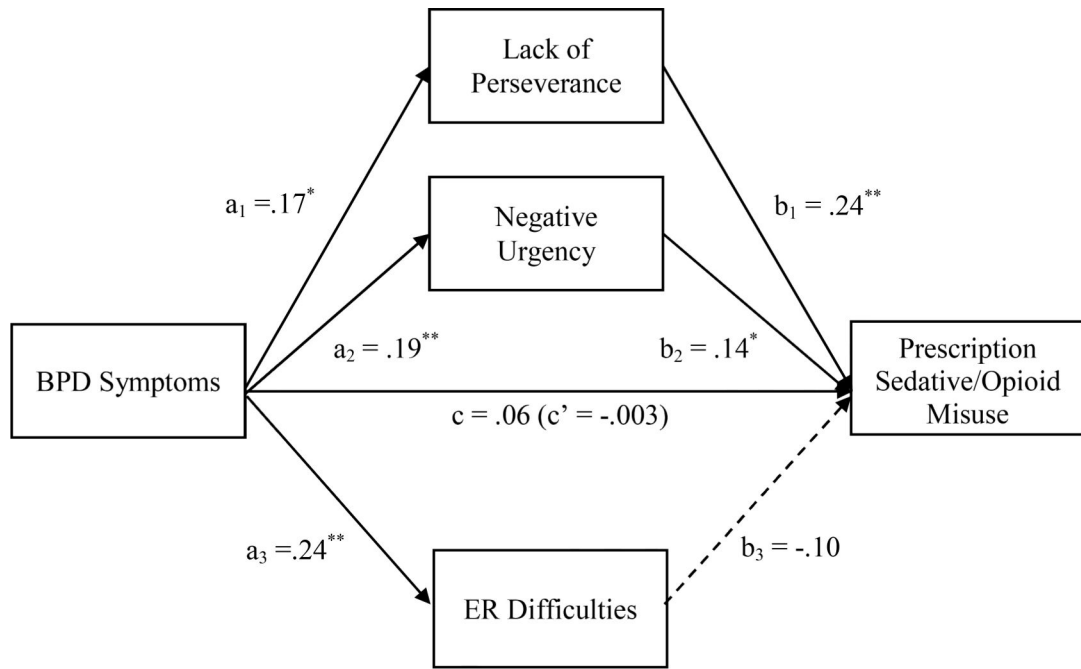 Lack of
Perseverance
a₁ =.17*
b₁ = .24**
Negative
Urgency
a₂ = .19**
b₂ = .14*
BPD Symptoms
Prescription
Sedative/Opioid
Misuse
c = .06 (c’ = -.003)
a₃ =.24**
b₃ = -.10
ER Difficulties